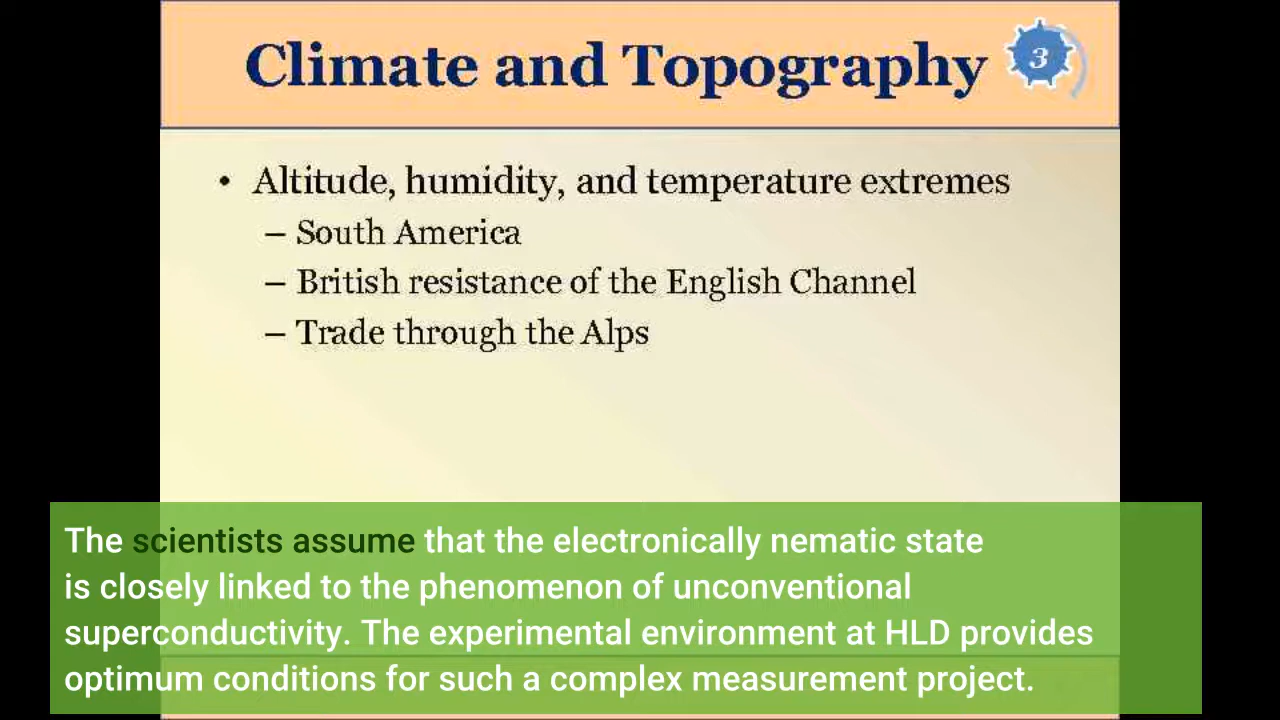 Climate and Topography
3
• Altitude, humidity, and temperature extremes
– South America
– British resistance of the English Channel
– Trade through the Alps
The scientists assume that the electronically nematic state
is closely linked to the phenomenon of unconventional
superconductivity. The experimental environment at HLD provides
optimum conditions for such a complex measurement project.